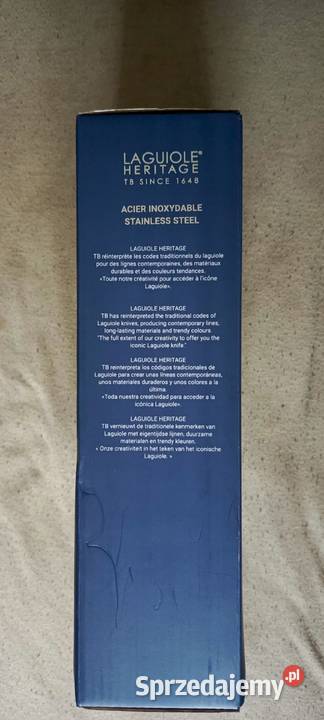 LAGUIOLE®
HERITAGE
TB SINCE 1648
ACIER INOXYDABLE
STAINLESS STEEL
LAGUIOLE HERITAGE
TB réinterprète les codes traditionnels du laguiole
pour des lignes contemporaines, des matériaux
durables et des couleurs tendances.
«Toute notre créativité pour accéder à l'icône
Laguiole».
LAGUIOLE HERITAGE
TB has reinterpreted the traditional codes of
Laguiole knives, producing contemporary lines,
long-lasting materials and trendy colours
"The full extent of our creativity to offer you the
iconic Laguiole knife."
LAGUIOLE HERITAGE
TB reinterpreta los códigos tradicionales de
Laguiole para crear unas líneas contemporáneas,
unos materiales duraderos y unos colores a la
última.
«Toda nuestra creatividad para acceder a la
icónica Laguiole».
LAGUIOLE HERITAGE
TB vernieuwt de traditionele kenmerken van
Laguiole met eigentijdse lijnen, duurzame
materialen en trendy kleuren.
« Onze creativiteit in het teken van het iconische
Laguiole. »
Sprzedajemy.pl